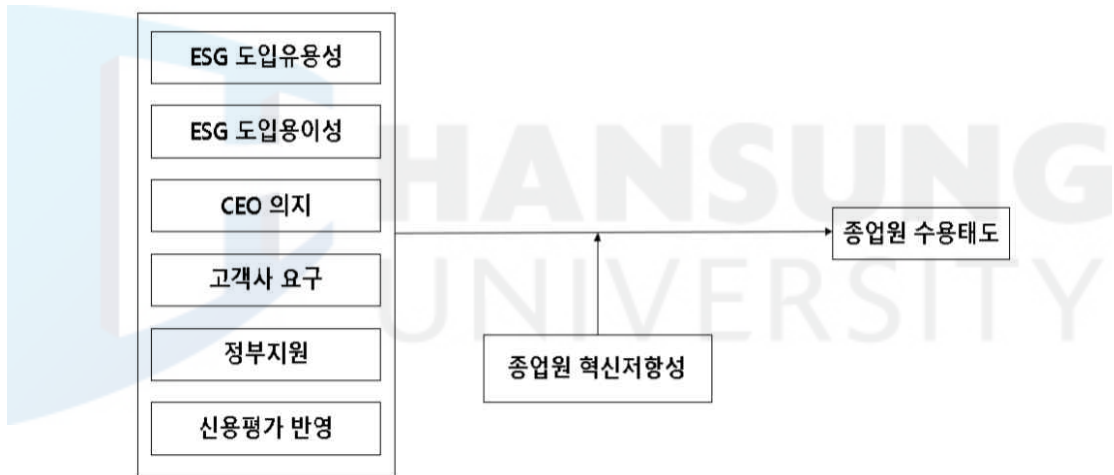 ESG 도입유용성
ESG 도입용이성
CEO 의지
고객사 요구
정부지원
신용평가 반영
종업원 혁신저항성
종업원 수용태도
HANSUNG
UNIVERSITY